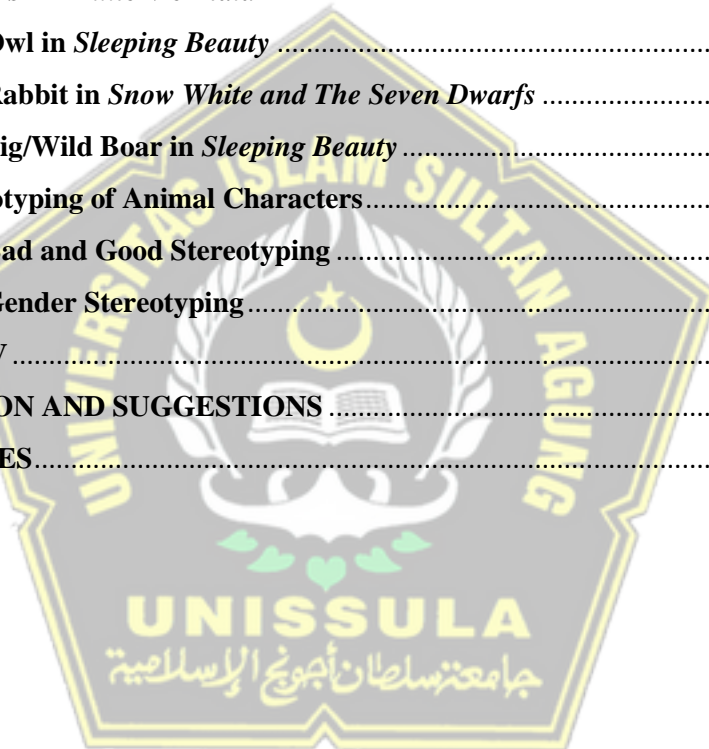 Owl in Sleeping Beauty
Rabbit in Snow White and The Seven Dwarfs
ig/Wild Boar in Sleeping Beauty
otyping of Animal Characters
ad and Good Stereotyping
Gender Stereotyping
V
ON AND SUGGESTIONS
ES
UNIVERSITAS ISLAM SULTAN AGUNG
UNISSULA
جامعة سلطان أجونج الإسلامية